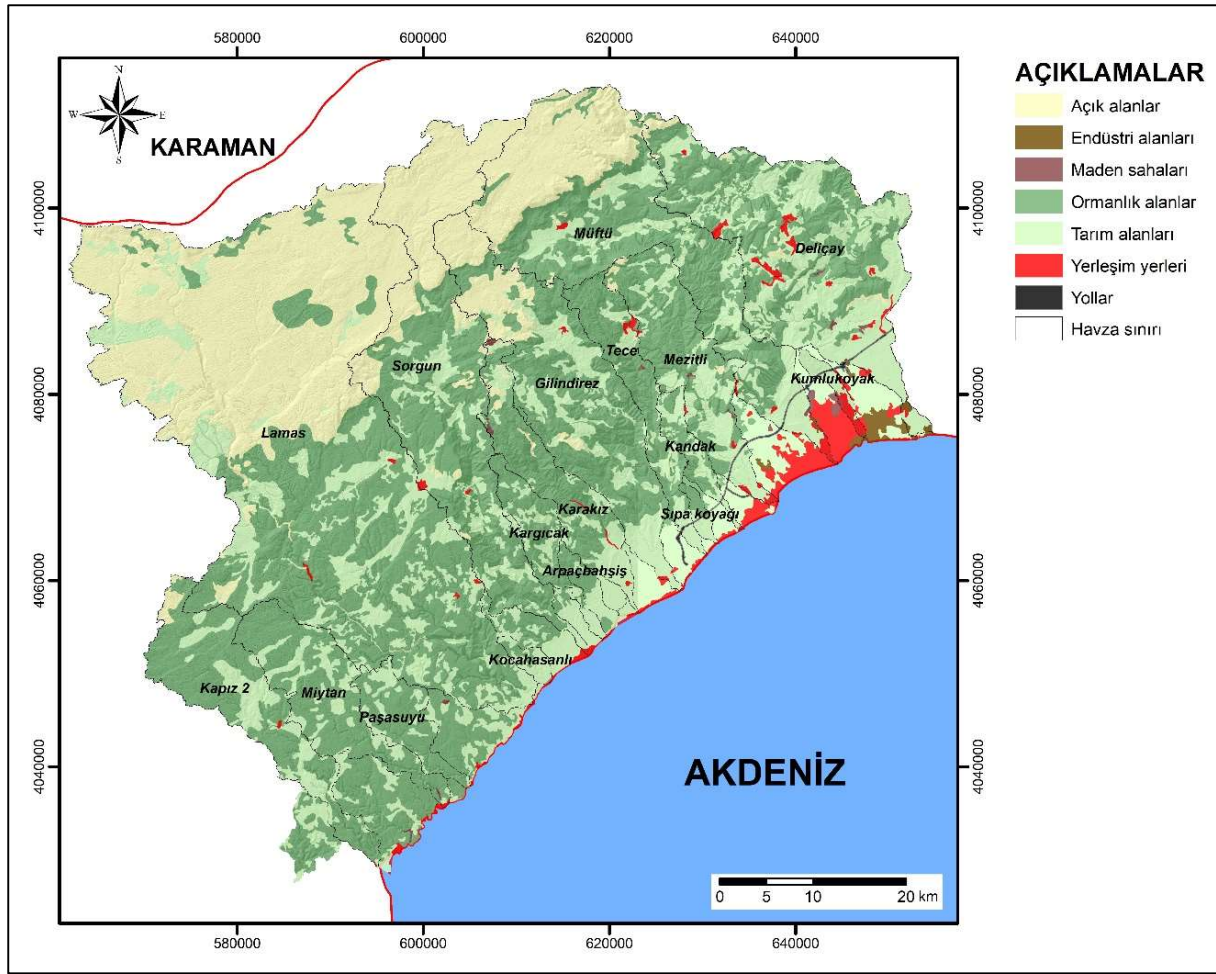 580000 600000 620000 640000
N
W E
S
KARAMAN
AÇIKLAMALAR
Açık alanlar
Endüstri alanları
Maden sahaları
Ormanlık alanlar
Tarım alanları
Yerleşim yerleri
Yollar
Havza sınırı
4100000 4100000
Müftü
Deliçay
Tece
Mezitli
Sorgun
Gilindirez
Kumlukoyak
4080000 4080000
Lamas
Kandak
Karakız
Sıpa koyağı
Kargıcak
Arpaçbahşiş
4060000 4060000
Kocahasanlı
Kapız 2
Miytan
Paşasuyu
4040000 4040000
AKDENİZ
0 5 10 20 km
580000 600000 620000 640000